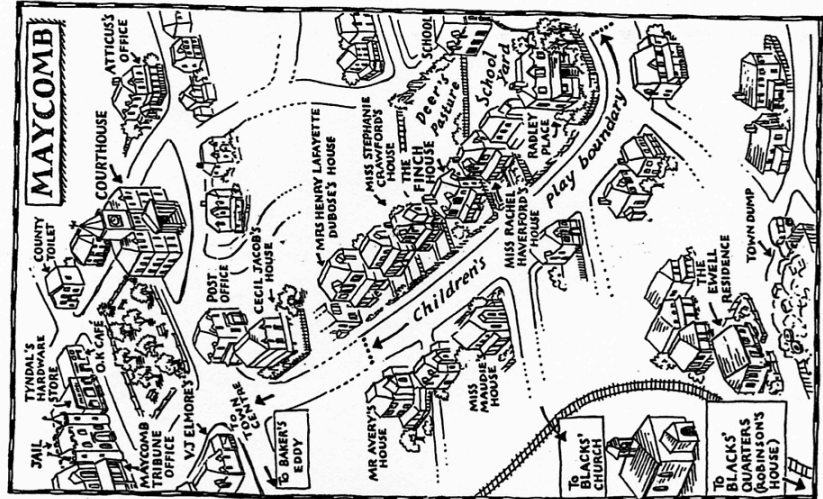 MAYCOMB
ATTICUS'S
OFFICE
COURTHOUSE
COUNTY
TOILET
TYNDAL'S
HARDWARE
STORE
O.K CAFÉ
JAIL
MAYCOMB
TRIBUNE
OFFICE
V.J ELMORE'S
TO
TOWN
CENTRE
TO BAKER'S
EDDY
POST
OFFICE
CECIL JACOB'S
HOUSE
MRS HENRY LAFAYETTE
DUBOSE'S HOUSE
MISS STEPHANIE
CRAWFORD'S
HOUSE
THE
FINCH
HOUSE
Deer's
Pasture
SCHOOL
School
Yard
RADLEY
PLACE
MISS RACHEL
HAVERFORD'S
HOUSE
Children's play boundary
MR AVERY'S
HOUSE
MISS
MAUDIE'S
HOUSE
TO
BLACKS'
CHURCH
THE
EWELL
RESIDENCE
TOWN DUMP
TO
BLACKS'
QUARTERS
(ROBINSON'S
HOUSE)